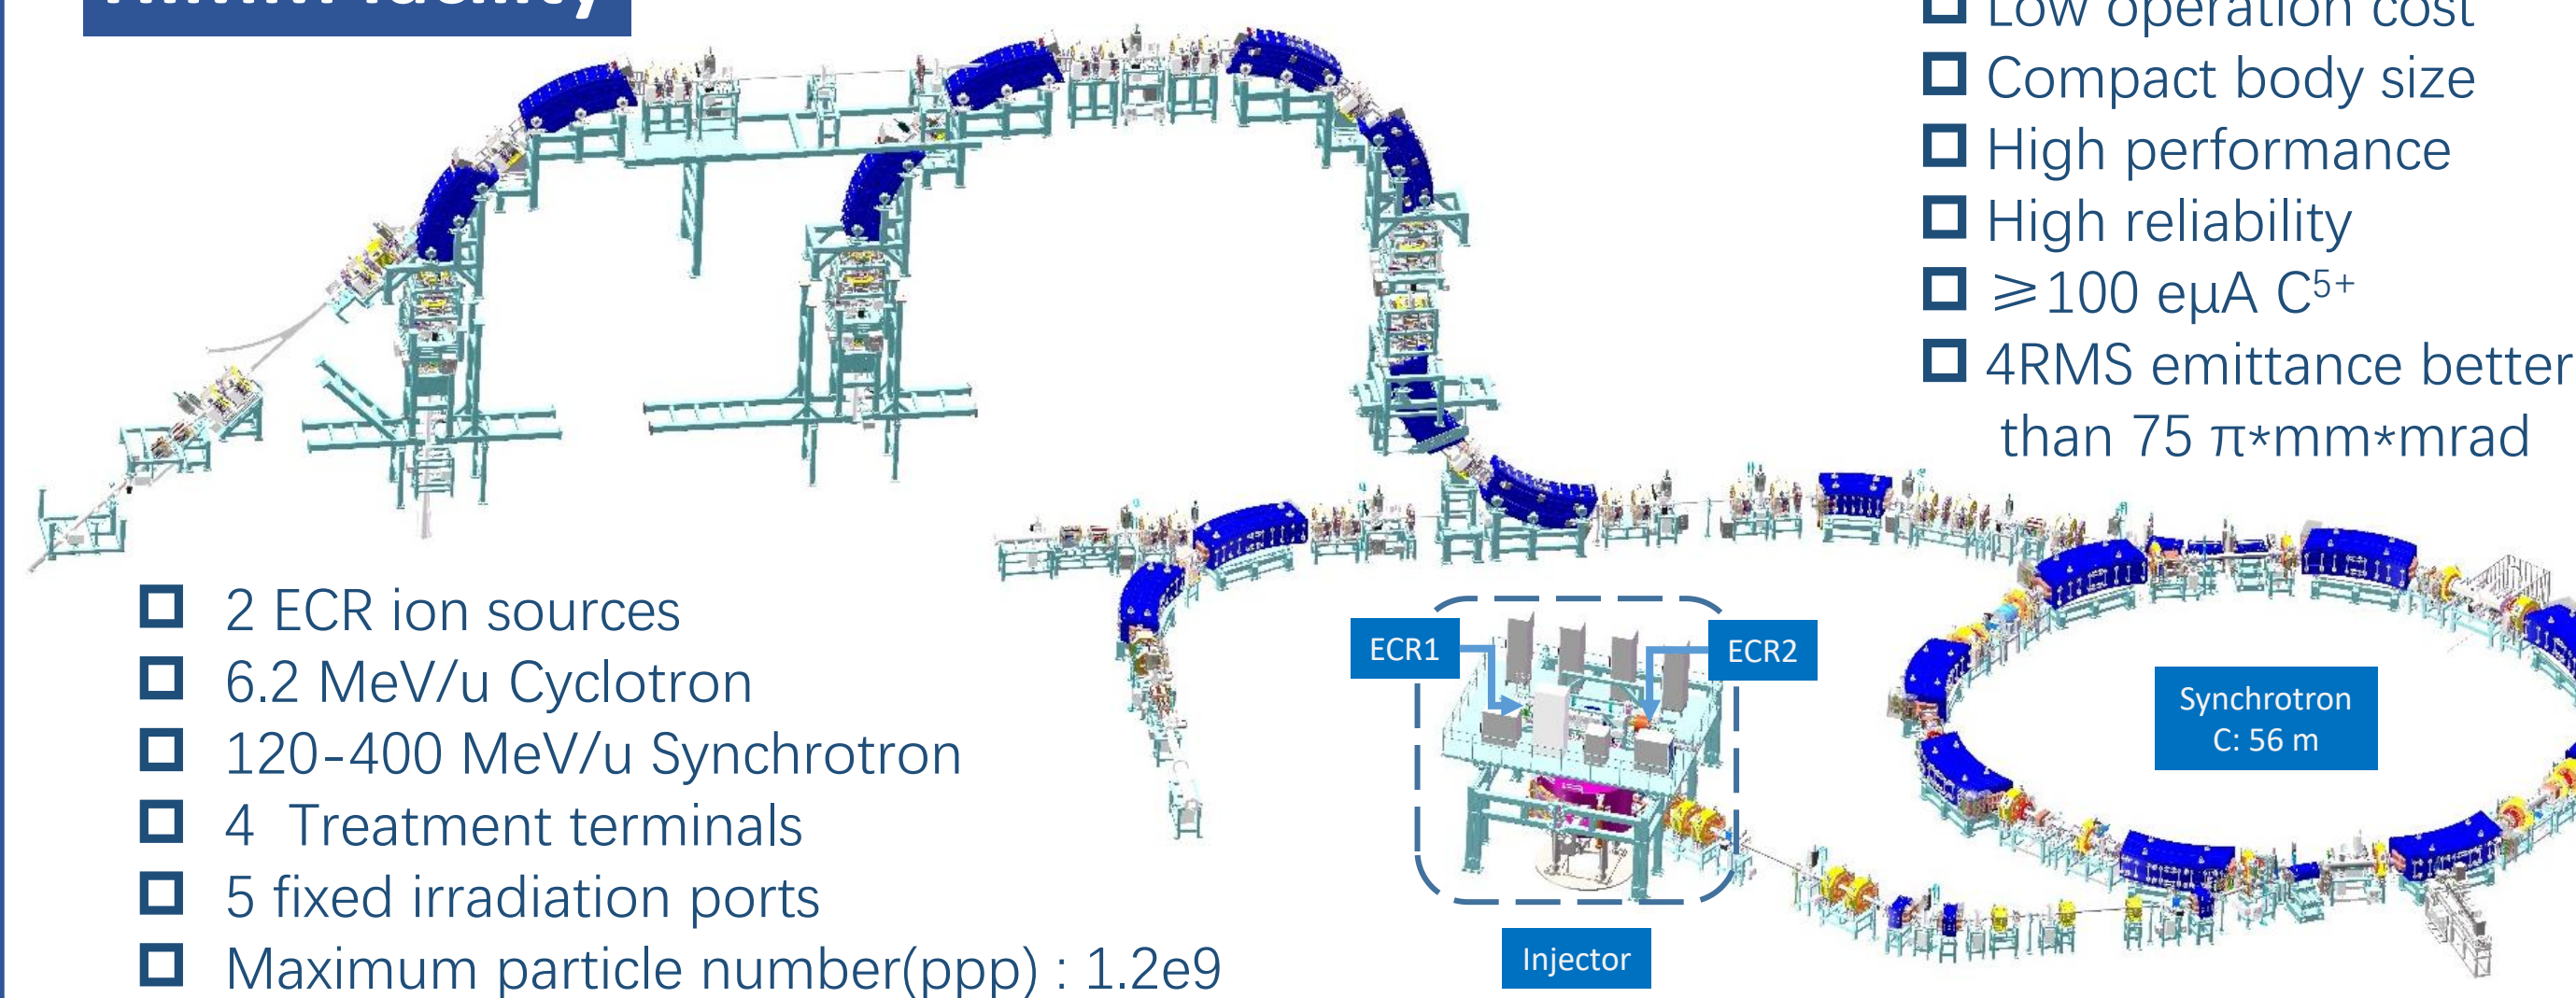 facility
Low operation cost
Compact body size
High performance
High reliability
≥100 eμA C⁵⁺
4RMS emittance better
than 75 π*mm*mrad
2 ECR ion sources
6.2 MeV/u Cyclotron
120-400 MeV/u Synchrotron
4 Treatment terminals
5 fixed irradiation ports
Maximum particle number(ppp) : 1.2e9
ECR1
ECR2
Injector
Synchrotron
C: 56 m